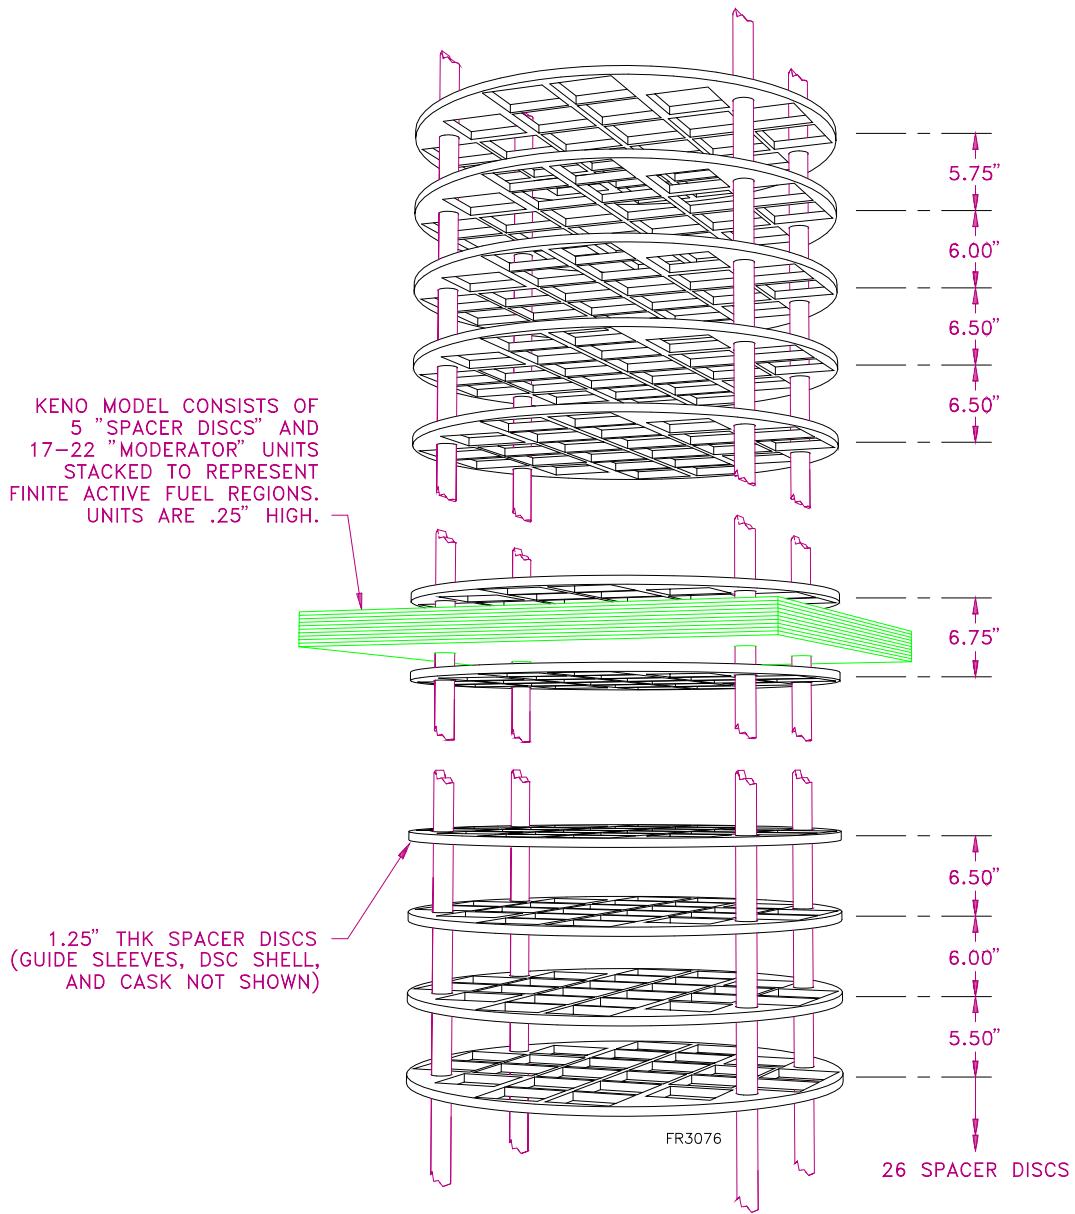 5.75”
6.00”
6.50”
6.50”
KENO MODEL CONSISTS OF
5 ”SPACER DISCS” AND
17–22 ”MODERATOR” UNITS
STACKED TO REPRESENT
FINITE ACTIVE FUEL REGIONS.
UNITS ARE .25” HIGH.
6.75”
6.50”
1.25” THK SPACER DISCS
(GUIDE SLEEVES, DSC SHELL,
AND CASK NOT SHOWN)
6.00”
5.50”
FR3076
26 SPACER DISCS